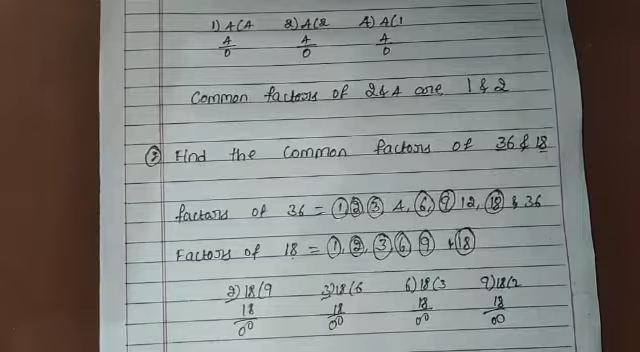 1) 4(4 2) 4(2 4) 4(1
4 4 4
0 0 0
Common factors of 2 & 4 are 1 & 2
② Find the common factors of 36 & 18
factors of 36 = ① ② ③ 4, ⑥, ⑨ 12, ⑱ & 36
Factors of 18 = ①, ②, ③, ⑥ ⑨ & ⑱
2) 18(9 3) 18(6 6) 18(3 9) 18(2
18 18 18 18
00 00 00 00